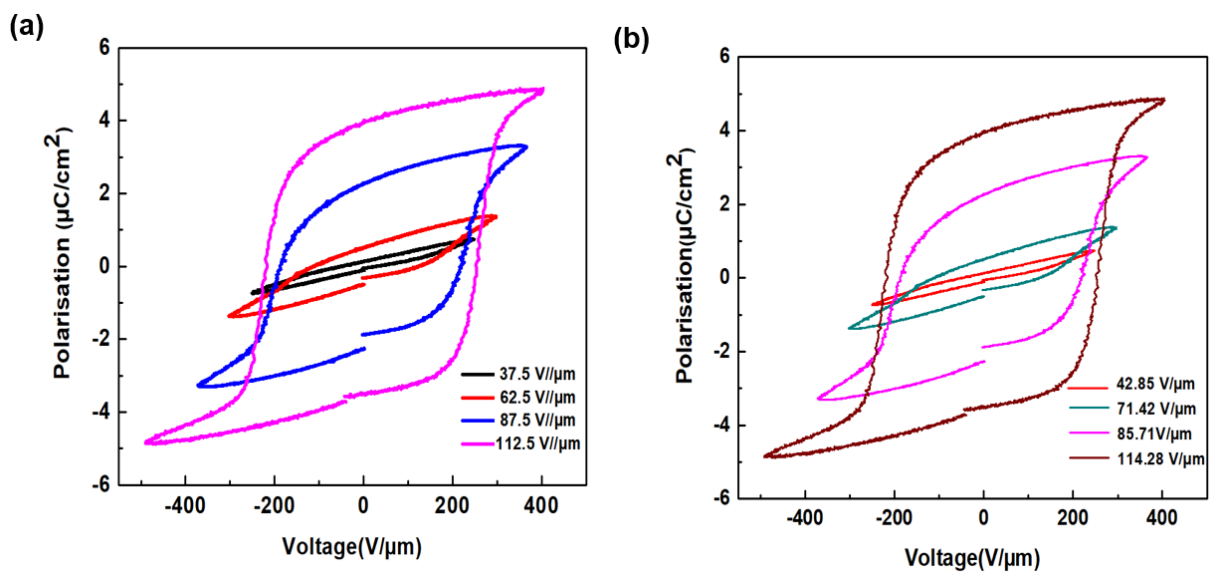 (a)
6
4
2
0
-2
-4
-6
Polarisation (µC/cm²)
-400
-200
0
200
400
Voltage(V/µm)
37.5 V//µm
62.5 V//µm
87.5 V//µm
112.5 V//µm
(b)
6
4
2
0
-2
-4
-6
Polarisation(µC/cm²)
-400
-200
0
200
400
Voltage(V/µm)
42.85 V/µm
71.42 V/µm
85.71V/µm
114.28 V/µm